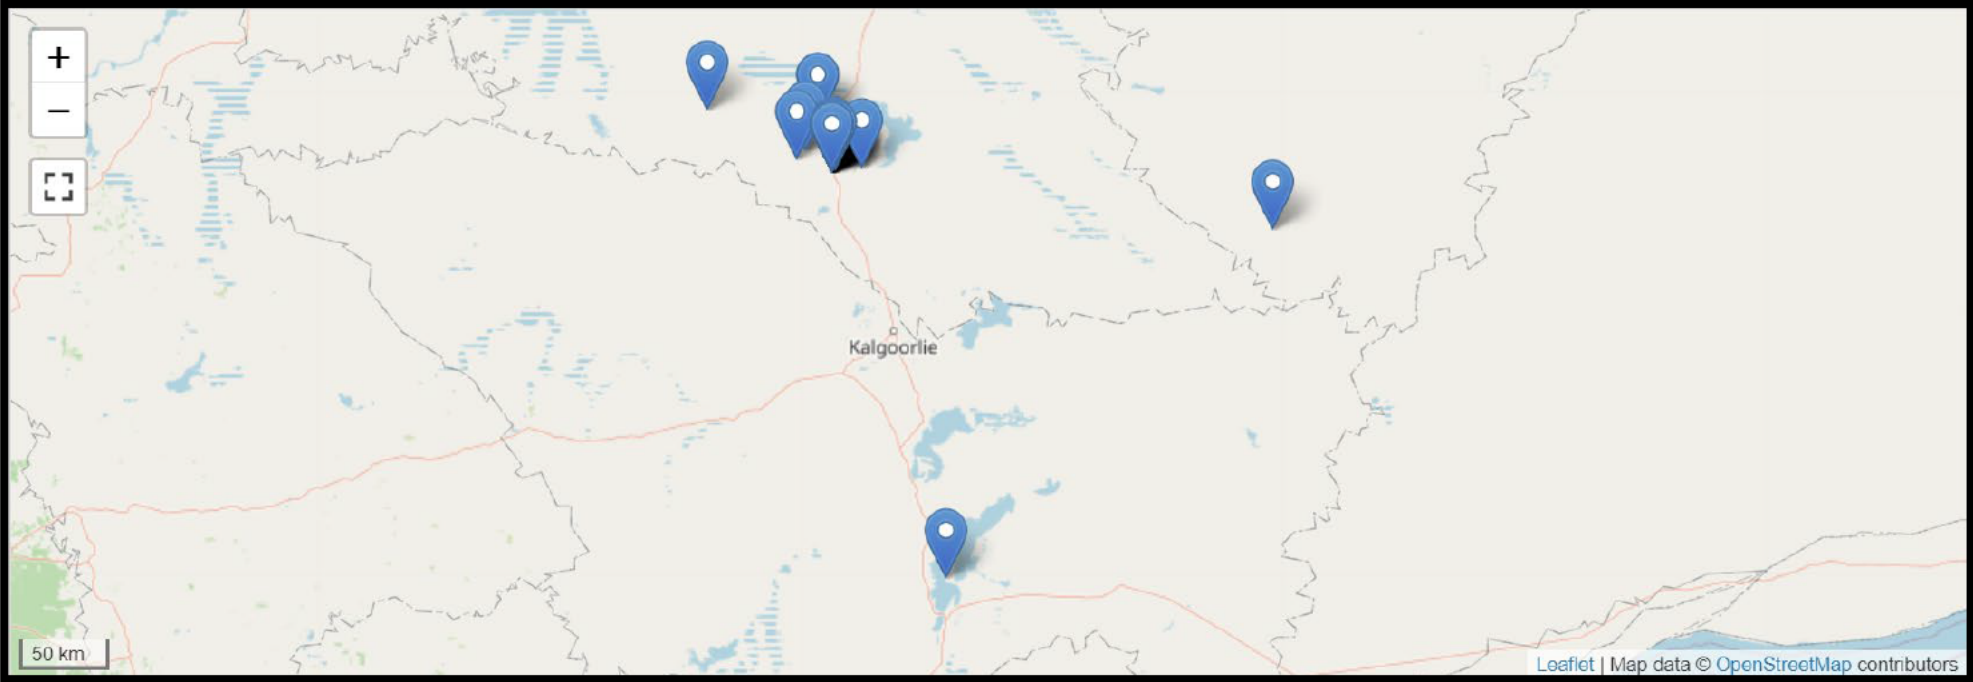 +
−
Kalgoorlie
50 km
Leaflet | Map data © OpenStreetMap contributors